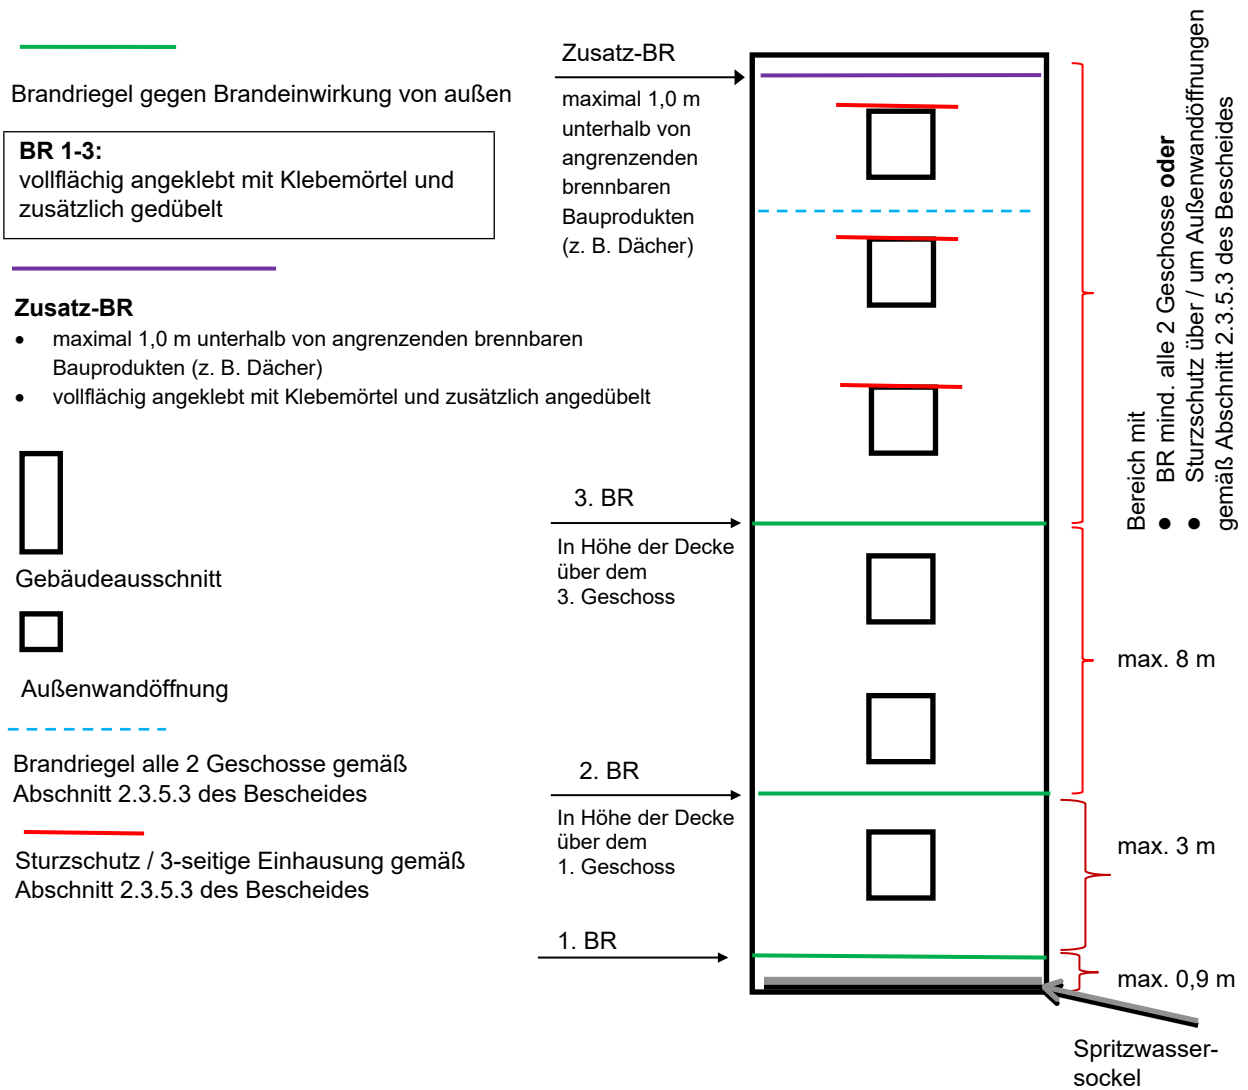 Brandriegel gegen Brandeinwirkung von außen
BR 1-3:
vollflächig angeklebt mit Klebemörtel und
zusätzlich gedübelt
Zusatz-BR
• maximal 1,0 m unterhalb von angrenzenden brennbaren
Bauprodukten (z. B. Dächer)
• vollflächig angeklebt mit Klebemörtel und zusätzlich angedübelt
Gebäudeausschnitt
Außenwandöffnung
Brandriegel alle 2 Geschosse gemäß
Abschnitt 2.3.5.3 des Bescheides
Sturzschutz / 3-seitige Einhausung gemäß
Abschnitt 2.3.5.3 des Bescheides
Zusatz-BR
maximal 1,0 m
unterhalb von
angrenzenden
brennbaren
Bauprodukten
(z. B. Dächer)
3. BR
In Höhe der Decke
über dem
3. Geschoss
2. BR
In Höhe der Decke
über dem
1. Geschoss
1. BR
Bereich mit
● BR mind. alle 2 Geschosse oder
● Sturzschutz über / um Außenwandöffnungen
gemäß Abschnitt 2.3.5.3 des Bescheides
max. 8 m
max. 3 m
max. 0,9 m
Spritzwasser-
sockel